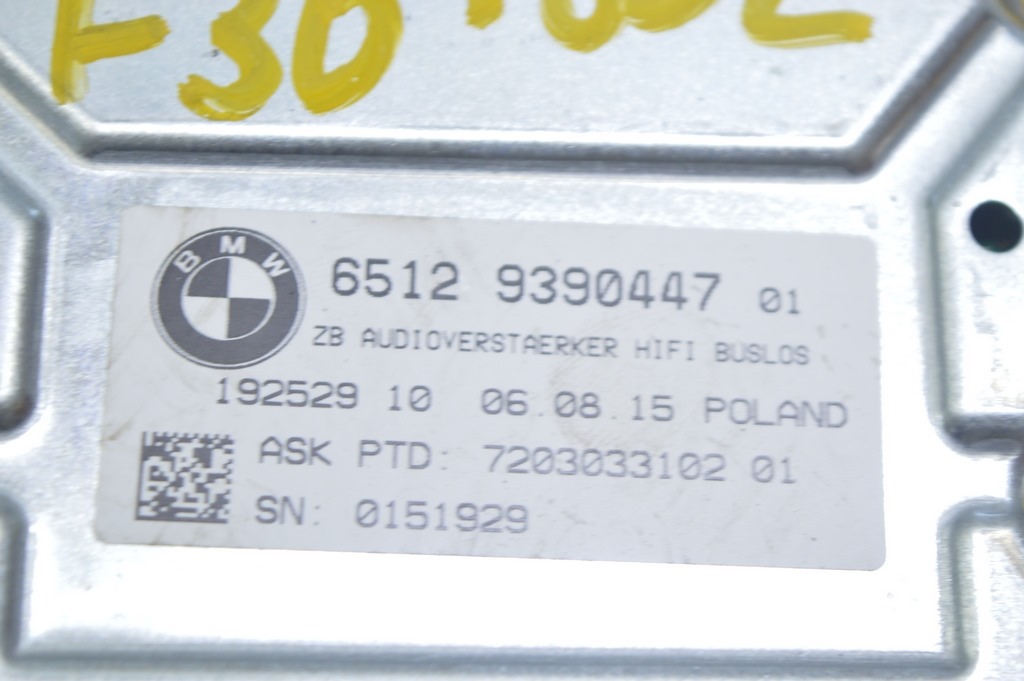 F30
BMW
6512 9390447 01
ZB AUDIOVERSTAERKER HIFI BUSLOS
192529 10 06.08.15 POLAND
ASK PTD: 7203033102 01
SN: 0151929